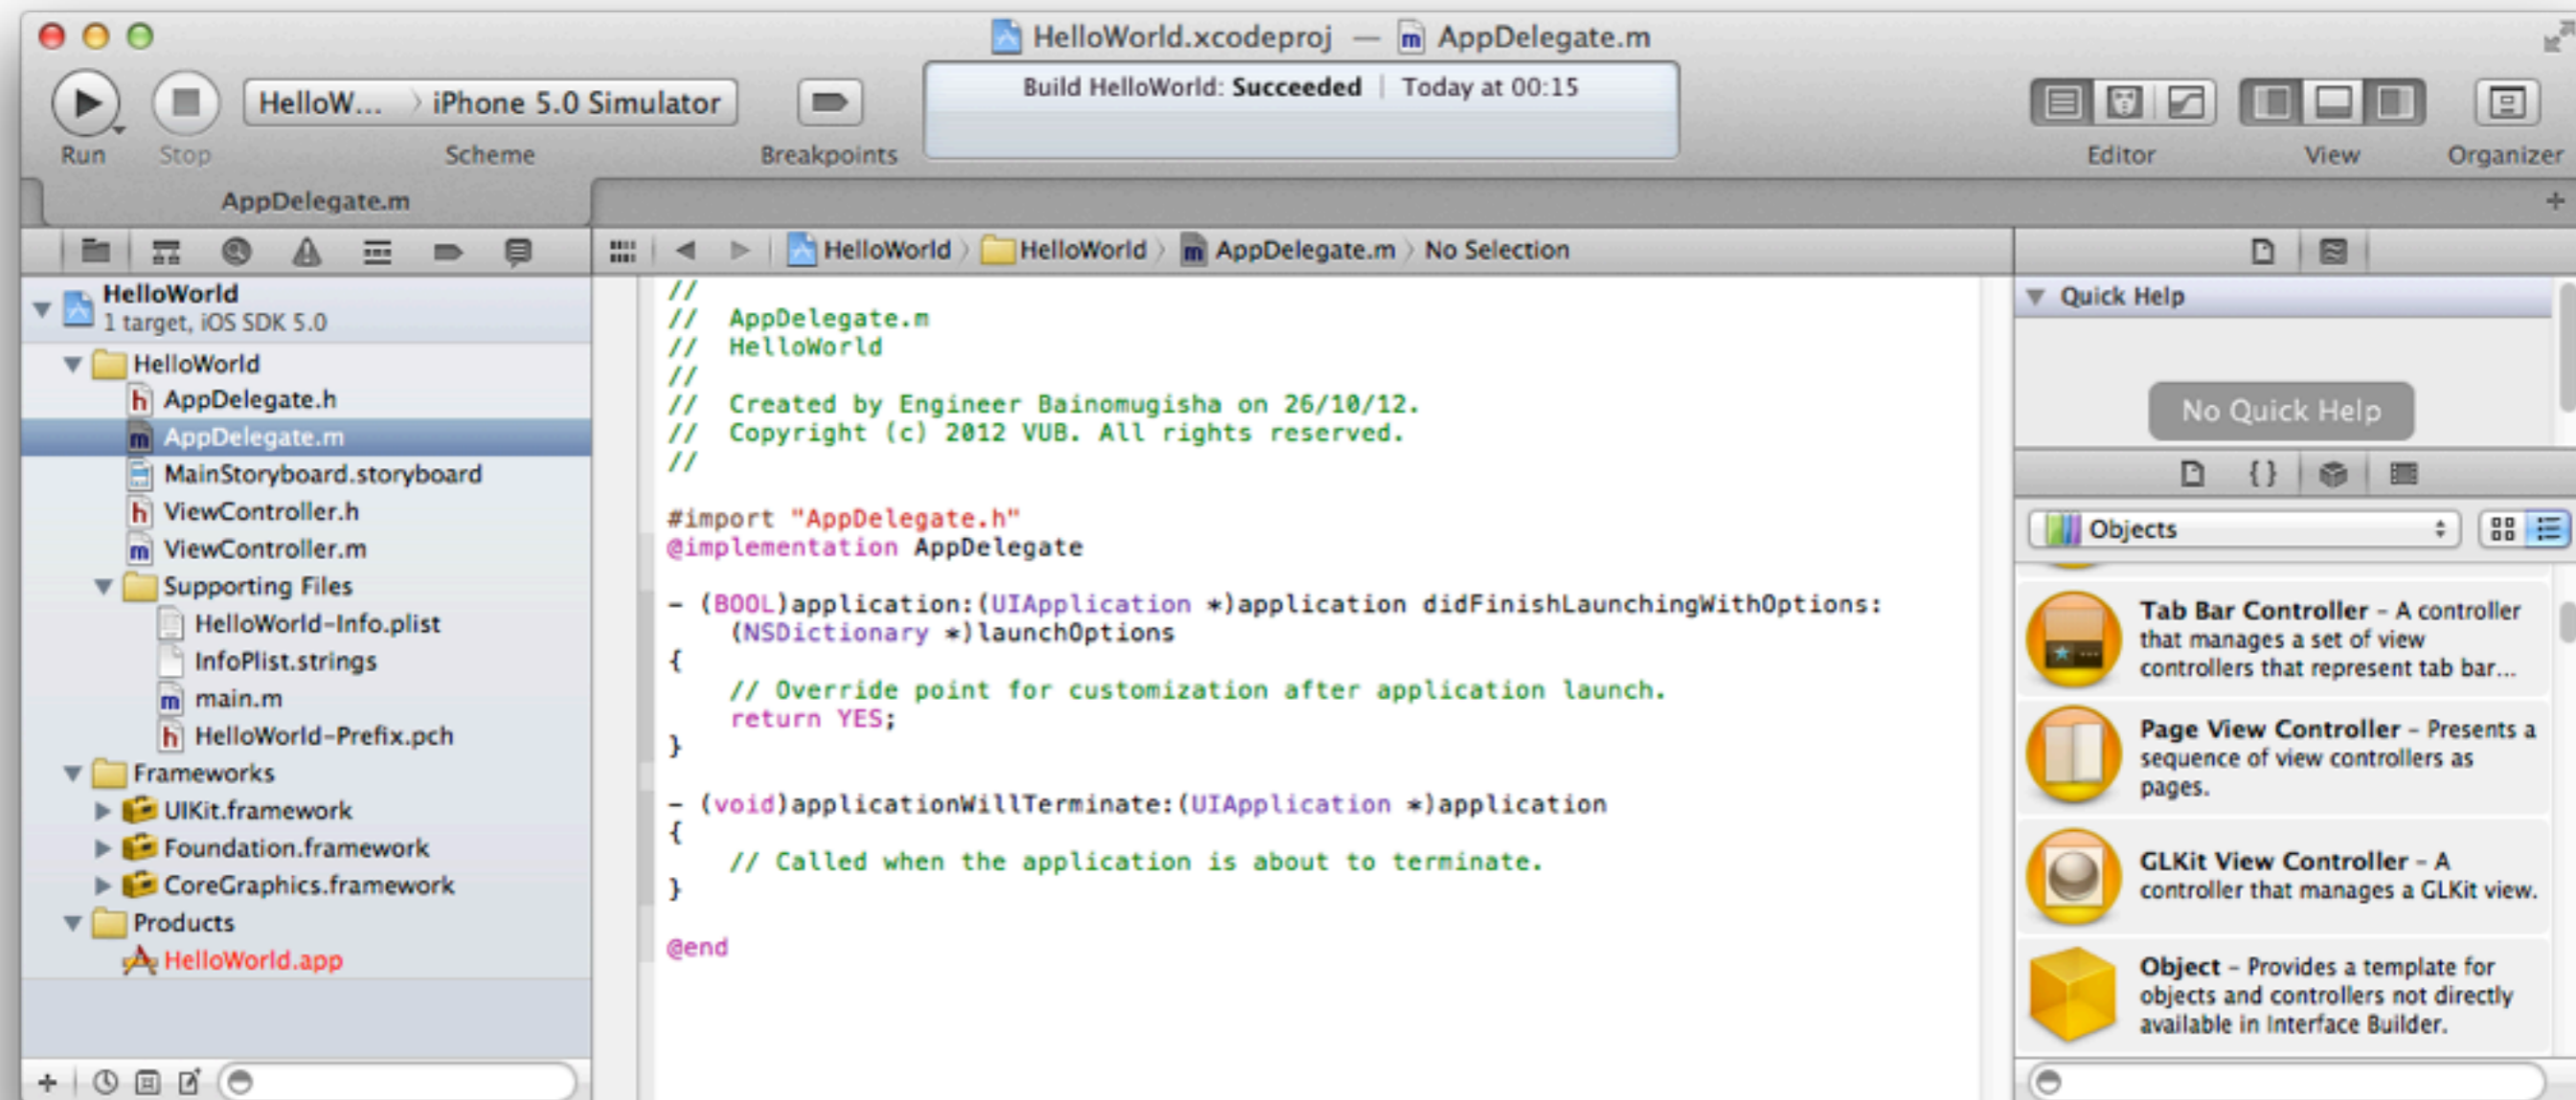 HelloWorld.xcodeproj — AppDelegate.m
HelloW... iPhone 5.0 Simulator
Build HelloWorld: Succeeded | Today at 00:15
Run
Stop
Scheme
Breakpoints
Editor
View
Organizer
AppDelegate.m
HelloWorld
HelloWorld
AppDelegate.m
No Selection
HelloWorld
1 target, iOS SDK 5.0
HelloWorld
AppDelegate.h
AppDelegate.m
MainStoryboard.storyboard
ViewController.h
ViewController.m
Supporting Files
HelloWorld-Info.plist
InfoPlist.strings
main.m
HelloWorld-Prefix.pch
Frameworks
UIKit.framework
Foundation.framework
CoreGraphics.framework
Products
HelloWorld.app
//
//  AppDelegate.m
//  HelloWorld
//
//  Created by Engineer Bainomugisha on 26/10/12.
//  Copyright (c) 2012 VUB. All rights reserved.
//
#import "AppDelegate.h"
@implementation AppDelegate
- (BOOL)application:(UIApplication *)application didFinishLaunchingWithOptions:
(NSDictionary *)launchOptions
{
// Override point for customization after application launch.
return YES;
}
- (void)applicationWillTerminate:(UIApplication *)application
{
// Called when the application is about to terminate.
}
@end
Quick Help
No Quick Help
{}
Objects
Tab Bar Controller – A controller
that manages a set of view
controllers that represent tab bar...
Page View Controller – Presents a
sequence of view controllers as
pages.
GLKit View Controller – A
controller that manages a GLKit view.
Object – Provides a template for
objects and controllers not directly
available in Interface Builder.